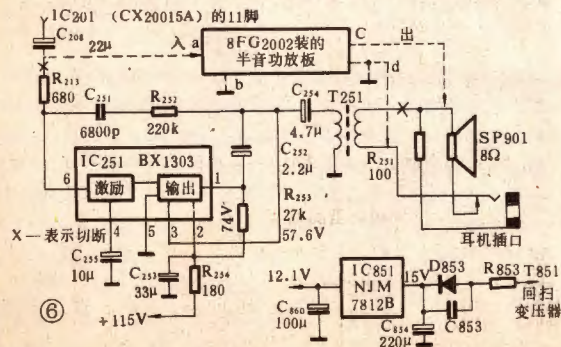 IC201 (CX20015A) 的11脚
C208
22μ
入 a
8FG2002装的
半音功放板
C 出
b
d
R213
680
C251
6800p
R252
220k
C254
4.7μ
T251
C252
2.2μ
R251
100
SP901
8Ω
IC251 BX1303
激励
输出
6
1
4
5
3
2
74V
R253
27k
57.6V
X—表示切断
C255
10μ
C253
33μ
R254
180
+115V
耳机插口
12.1V
IC851
NJM
7812B
15V
D853
R853
T851
回扫
变压器
C860
100μ
C854
220μ
C853
⑥